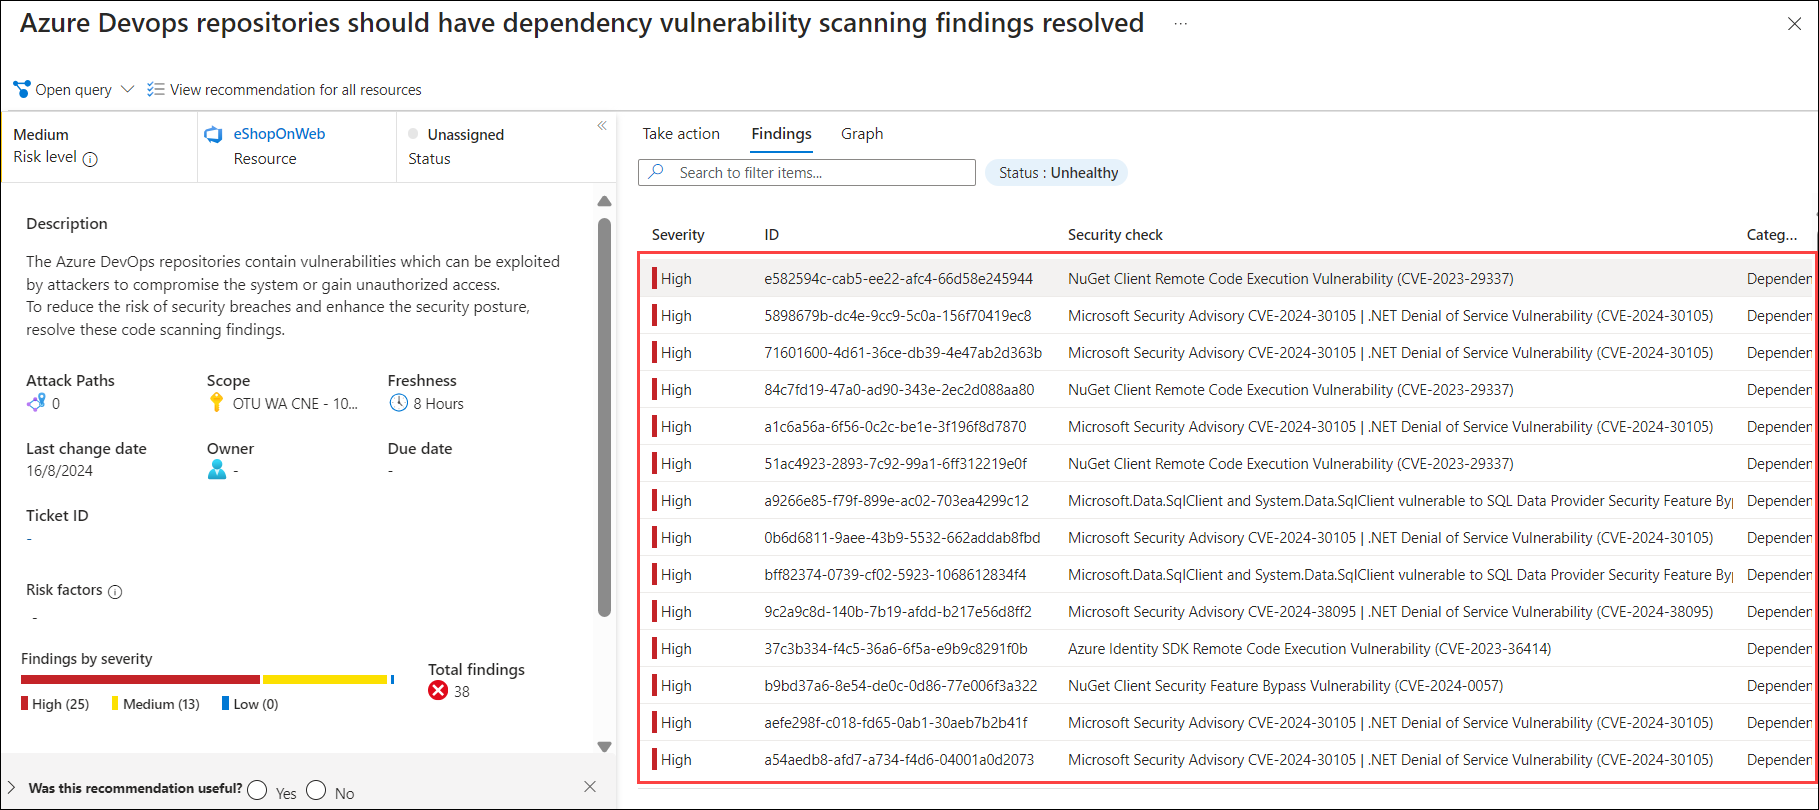 Azure Devops repositories should have dependency vulnerability scanning findings resolved ...
Open query
View recommendation for all resources
Medium
Risk level
eShopOnWeb
Resource
Unassigned
Status
«
Description
The Azure DevOps repositories contain vulnerabilities which can be exploited
by attackers to compromise the system or gain unauthorized access.
To reduce the risk of security breaches and enhance the security posture,
resolve these code scanning findings.
Attack Paths
0
Scope
OTU WA CNE - 10...
Freshness
8 Hours
Last change date
16/8/2024
Owner
-
Due date
-
Ticket ID
-
Risk factors
-
Findings by severity
High (25) Medium (13) Low (0)
Total findings
38
Was this recommendation useful? Yes No
Take action Findings Graph
Search to filter items...
Status : Unhealthy
Severity ID Security check Categ...
High e582594c-cab5-ee22-afc4-66d58e245944 NuGet Client Remote Code Execution Vulnerability (CVE-2023-29337) Dependen
High 5898679b-dc4e-9cc9-5c0a-156f70419ec8 Microsoft Security Advisory CVE-2024-30105 | .NET Denial of Service Vulnerability (CVE-2024-30105) Dependen
High 71601600-4d61-36ce-db39-4e47ab2d363b Microsoft Security Advisory CVE-2024-30105 | .NET Denial of Service Vulnerability (CVE-2024-30105) Dependen
High 84c7fd19-47a0-ad90-343e-2ec2d088aa80 NuGet Client Remote Code Execution Vulnerability (CVE-2023-29337) Dependen
High a1c6a56a-6f56-0c2c-be1e-3f196f8d7870 Microsoft Security Advisory CVE-2024-30105 | .NET Denial of Service Vulnerability (CVE-2024-30105) Dependen
High 51ac4923-2893-7c92-99a1-6ff312219e0f NuGet Client Remote Code Execution Vulnerability (CVE-2023-29337) Dependen
High a9266e85-f79f-899e-ac02-703ea4299c12 Microsoft.Data.SqlClient and System.Data.SqlClient vulnerable to SQL Data Provider Security Feature Byp Dependen
High 0b6d6811-9aee-43b9-5532-662addab8fbd Microsoft Security Advisory CVE-2024-30105 | .NET Denial of Service Vulnerability (CVE-2024-30105) Dependen
High bff82374-0739-cf02-5923-1068612834f4 Microsoft.Data.SqlClient and System.Data.SqlClient vulnerable to SQL Data Provider Security Feature Byp Dependen
High 9c2a9c8d-140b-7b19-afdd-b217e56d8ff2 Microsoft Security Advisory CVE-2024-38095 | .NET Denial of Service Vulnerability (CVE-2024-38095) Dependen
High 37c3b334-f4c5-36a6-6f5a-e9b9c8291f0b Azure Identity SDK Remote Code Execution Vulnerability (CVE-2023-36414) Dependen
High b9bd37a6-8e54-de0c-0d86-77e006f3a322 NuGet Client Security Feature Bypass Vulnerability (CVE-2024-0057) Dependen
High aefe298f-c018-fd65-0ab1-30aeb7b2b41f Microsoft Security Advisory CVE-2024-30105 | .NET Denial of Service Vulnerability (CVE-2024-30105) Dependen
High a54aedb8-afd7-a734-f4d6-04001a0d2073 Microsoft Security Advisory CVE-2024-30105 | .NET Denial of Service Vulnerability (CVE-2024-30105) Dependen